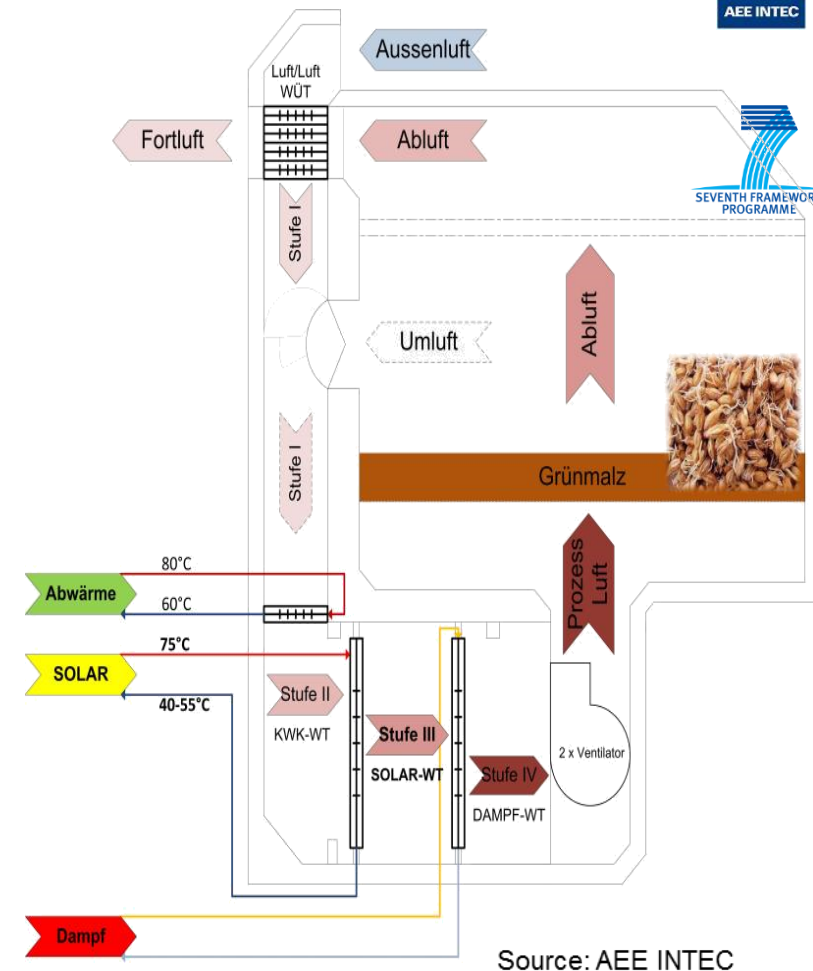 AEE INTEC
Aussenluft
Luft/Luft
WÜT
Fortluft
Abluft
SEVENTH FRAMEWOR
PROGRAMME
Stufe I
Umluft
Abluft
Stufe I
Grünmalz
Prozess
Luft
80°C
Abwärme
60°C
75°C
SOLAR
40-55°C
Stufe II
KWK-WT
Stufe III
SOLAR-WT
Stufe IV
DAMPF-WT
2 x Ventilator
Dampf
Source: AEE INTEC